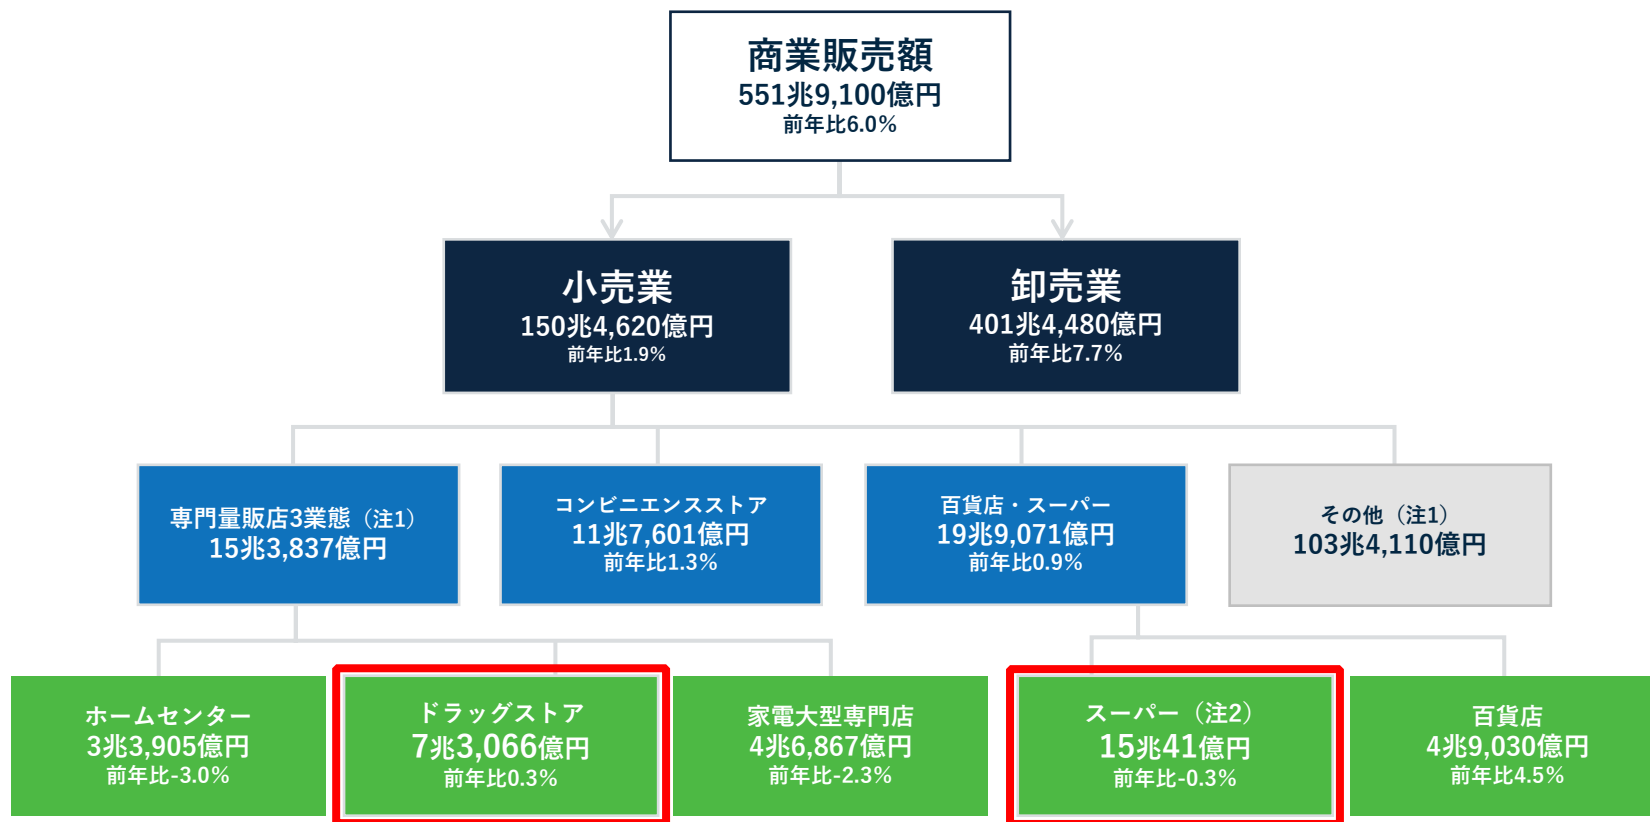 商業販売額
551兆9,100億円
前年比6.0%
小売業
150兆4,620億円
前年比1.9%
卸売業
401兆4,480億円
前年比7.7%
専門量販店3業態（注1）
15兆3,837億円
コンビニエンスストア
11兆7,601億円
前年比1.3%
百貨店・スーパー
19兆9,071億円
前年比0.9%
その他（注1）
103兆4,110億円
ホームセンター
3兆3,905億円
前年比-3.0%
ドラッグストア
7兆3,066億円
前年比0.3%
家電大型専門店
4兆6,867億円
前年比-2.3%
スーパー（注2）
15兆41億円
前年比-0.3%
百貨店
4兆9,030億円
前年比4.5%